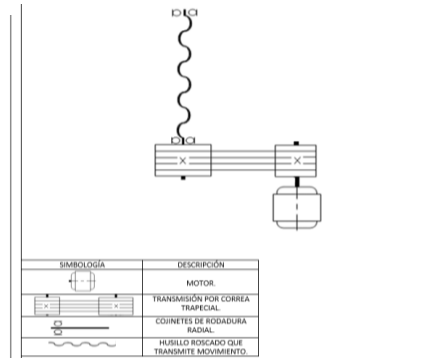 SIMBOLOGÍA DESCRIPCIÓN
MOTOR.
TRANSMISIÓN POR CORREA
TRAPECIAL.
COJINETES DE RODADURA
RADIAL.
HUSILLO ROSCADO QUE
TRANSMITE MOVIMIENTO.